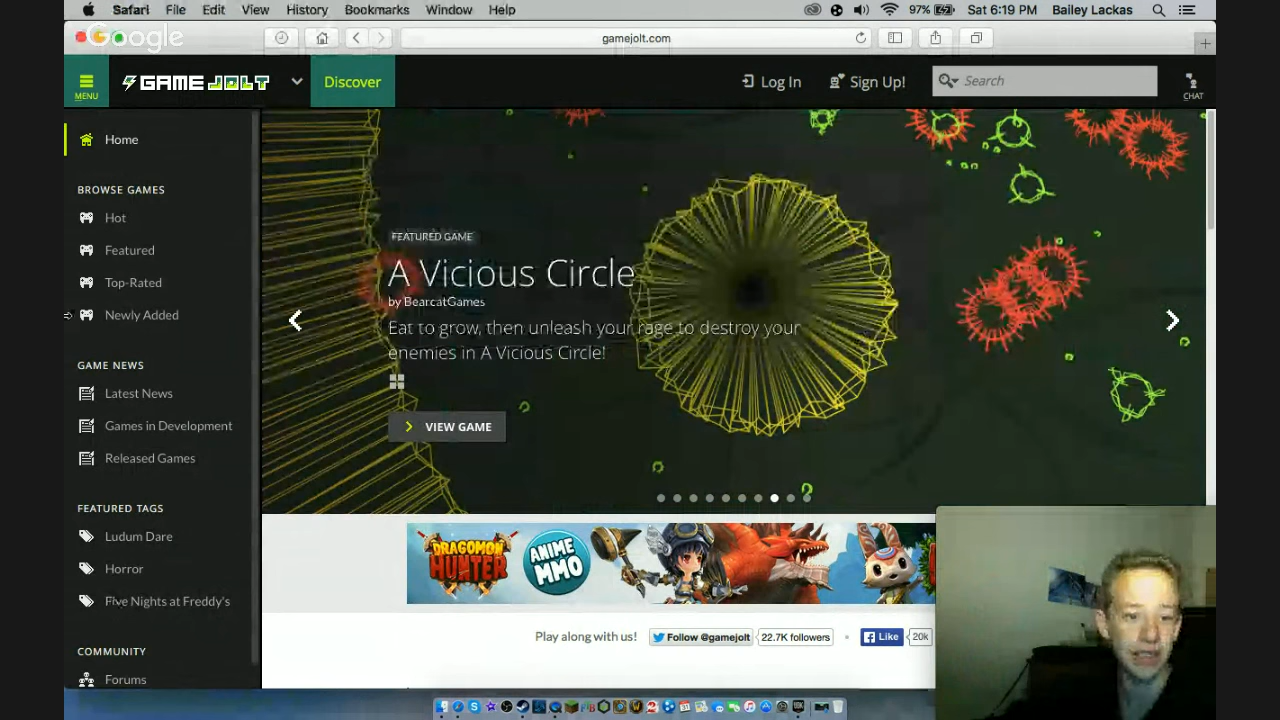 Safari File Edit View History Bookmarks Window Help
97% Sat 6:19 PM Bailey Lackas
Google
gamejolt.com
MENU
GAME JOLT
Discover
Log In
Sign Up!
Search
CHAT
Home
BROWSE GAMES
Hot
Featured
Top-Rated
Newly Added
GAME NEWS
Latest News
Games in Development
Released Games
FEATURED TAGS
Ludum Dare
Horror
Five Nights at Freddy's
COMMUNITY
Forums
FEATURED GAME
A Vicious Circle
by BearcatGames
Eat to grow, then unleash your rage to destroy your
enemies in A Vicious Circle!
VIEW GAME
DRAGOMON
HUNTER
ANIME
MMO
Play along with us! Follow @gamejolt 22.7K followers Like 20k